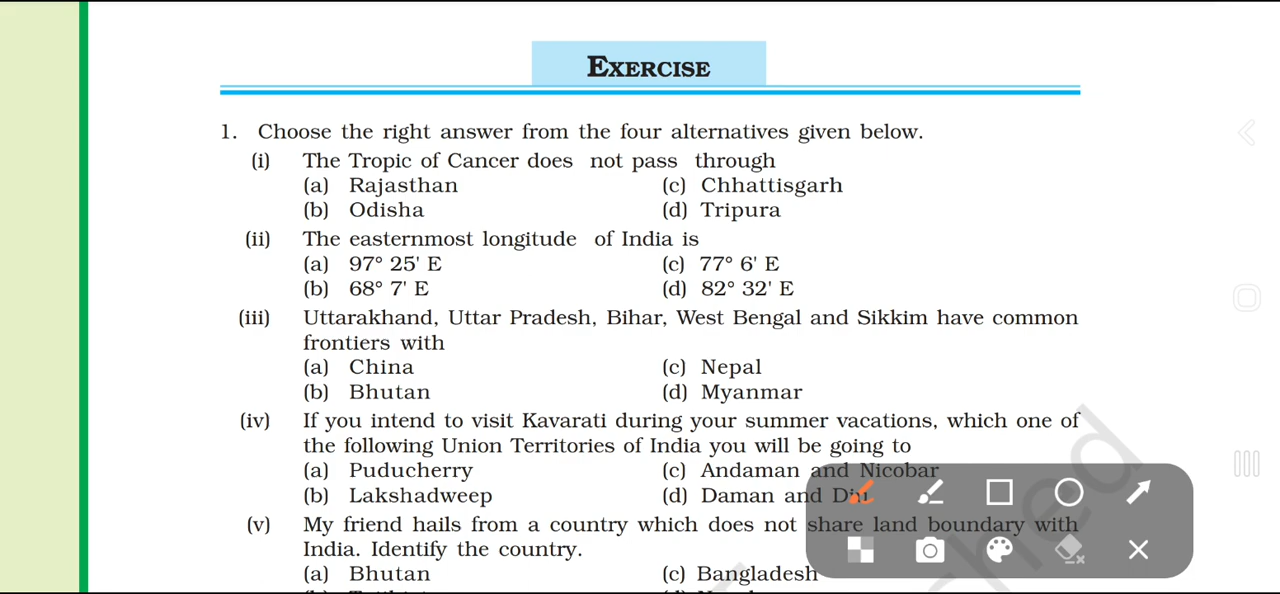 EXERCISE
1. Choose the right answer from the four alternatives given below.
(i) The Tropic of Cancer does not pass through
(a) Rajasthan (c) Chhattisgarh
(b) Odisha (d) Tripura
(ii) The easternmost longitude of India is
(a) 97° 25' E (c) 77° 6' E
(b) 68° 7' E (d) 82° 32' E
(iii) Uttarakhand, Uttar Pradesh, Bihar, West Bengal and Sikkim have common
frontiers with
(a) China (c) Nepal
(b) Bhutan (d) Myanmar
(iv) If you intend to visit Kavarati during your summer vacations, which one of
the following Union Territories of India you will be going to
(a) Puducherry (c) Andaman and Nicobar
(b) Lakshadweep (d) Daman and Diu
(v) My friend hails from a country which does not share land boundary with
India. Identify the country.
(a) Bhutan (c) Bangladesh